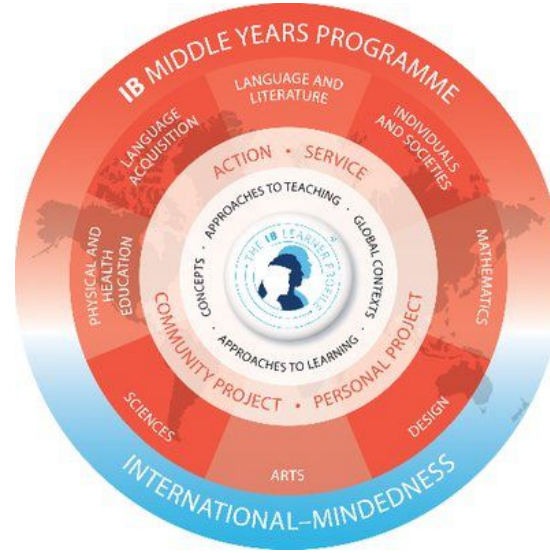 IB MIDDLE YEARS PROGRAMME
LANGUAGE AND
LITERATURE
INDIVIDUALS
AND SOCIETIES
MATHEMATICS
DESIGN
ARTS
SCIENCES
PHYSICAL AND
HEALTH
EDUCATION
LANGUAGE
ACQUISITION
ACTION • SERVICE
PERSONAL PROJECT
COMMUNITY PROJECT •
APPROACHES TO TEACHING ·
GLOBAL CONTEXTS
APPROACHES TO LEARNING ·
CONCEPTS ·
THE IB LEARNER PROFILE
INTERNATIONAL–MINDEDNESS